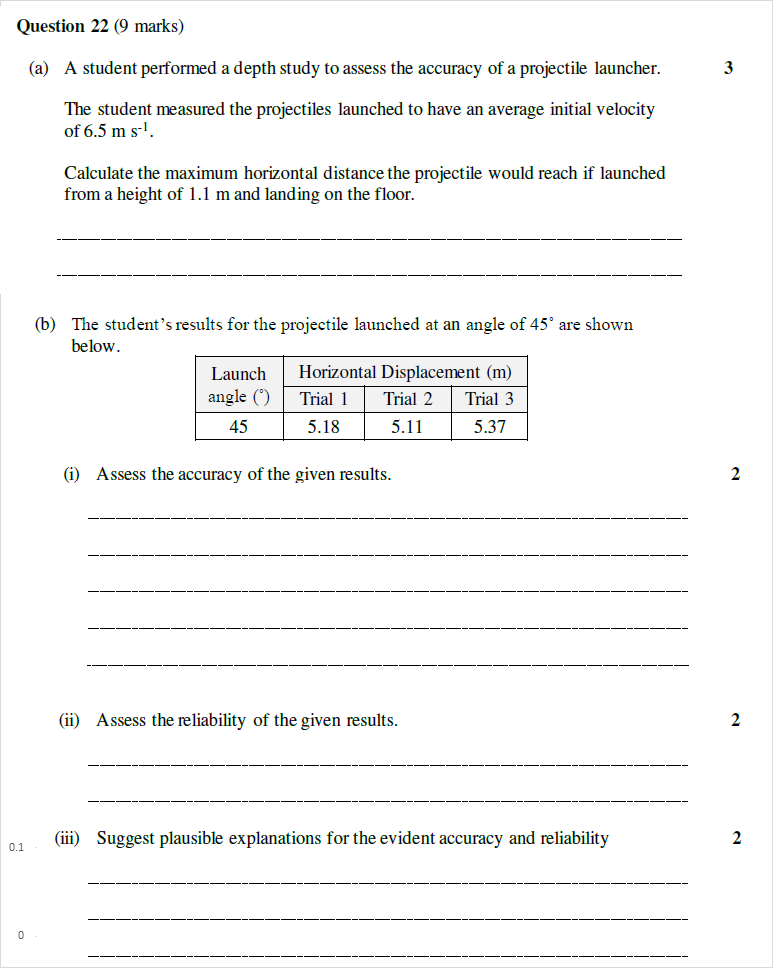 Question 22 (9 marks)
(a) A student performed a depth study to assess the accuracy of a projectile launcher. 3
The student measured the projectiles launched to have an average initial velocity
of 6.5 m s⁻¹.
Calculate the maximum horizontal distance the projectile would reach if launched
from a height of 1.1 m and landing on the floor.
(b) The student's results for the projectile launched at an angle of 45° are shown
below.
Launch Horizontal Displacement (m)
angle (°) Trial 1 Trial 2 Trial 3
45 5.18 5.11 5.37
(i) Assess the accuracy of the given results. 2
(ii) Assess the reliability of the given results. 2
(iii) Suggest plausible explanations for the evident accuracy and reliability 2
0.1
0